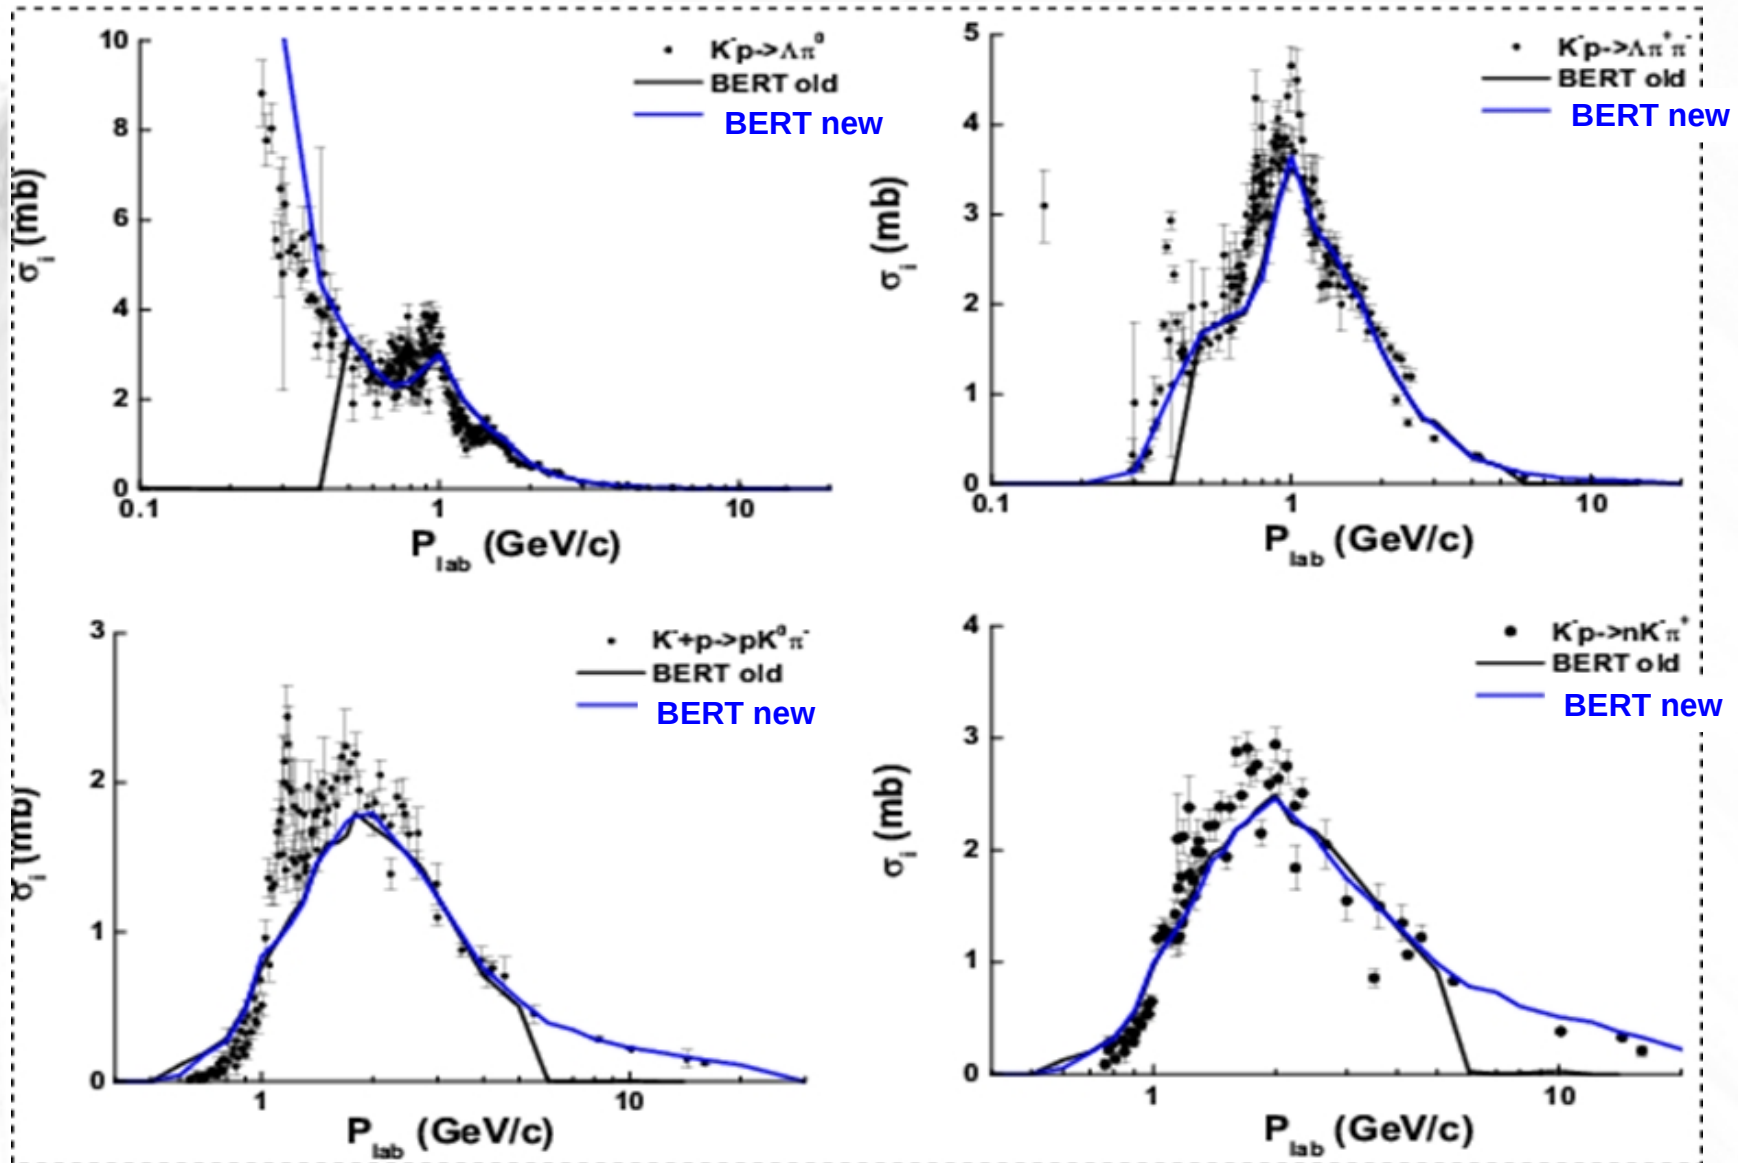 K⁻p->Λπ⁰
BERT old
BERT new
10
8
6
4
2
0
0.1
1
10
σᵢ (mb)
P_lab (GeV/c)
K⁻p->Λπ⁺π⁻
BERT old
BERT new
5
4
3
2
1
0
0.1
1
10
σᵢ (mb)
P_lab (GeV/c)
K⁻+p->pK⁰π⁻
BERT old
BERT new
3
2
1
0
1
10
σᵢ (mb)
P_lab (GeV/c)
K⁻p->nK⁻π⁺
BERT old
BERT new
4
3
2
1
0
1
10
σᵢ (mb)
P_lab (GeV/c)